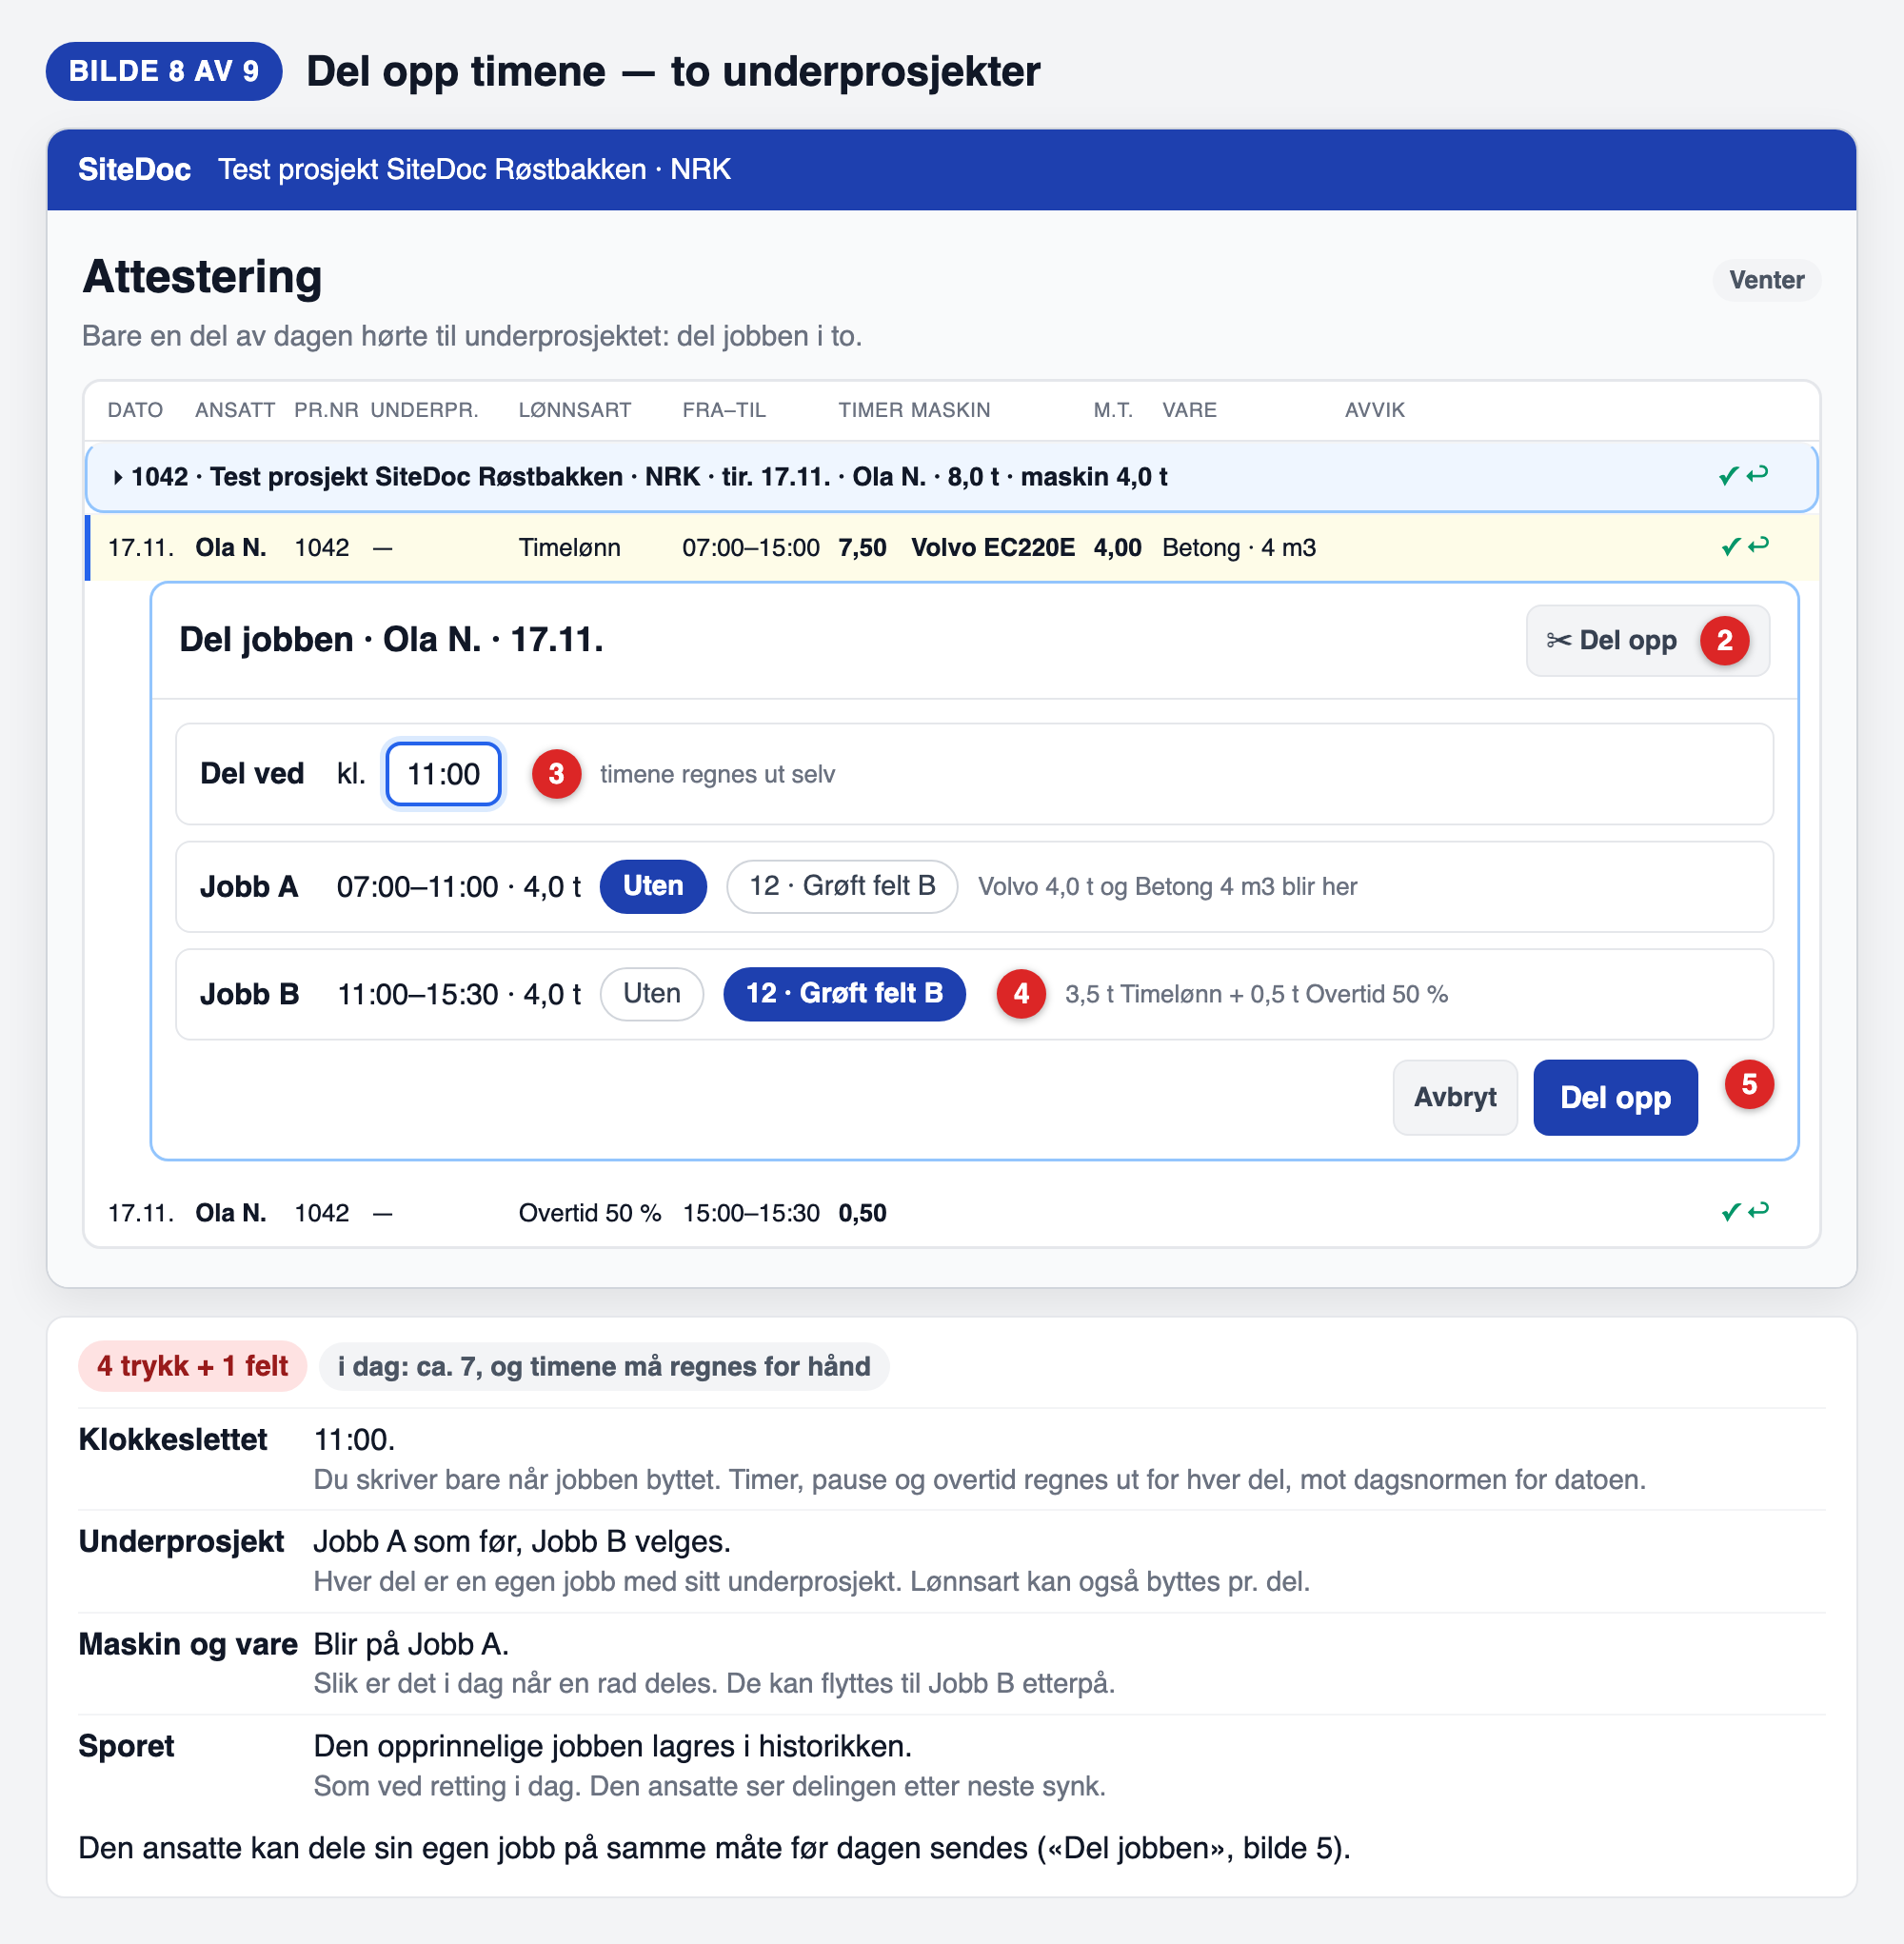 BILDE 8 AV 9 Del opp timene — to underprosjekter
SiteDoc Test prosjekt SiteDoc Røstbakken · NRK
Attestering Venter
Bare en del av dagen hørte til underprosjektet: del jobben i to.
DATO ANSATT PR.NR UNDERPR. LØNNSART FRA–TIL TIMER MASKIN M.T. VARE AVVIK
1042 · Test prosjekt SiteDoc Røstbakken · NRK · tir. 17.11. · Ola N. · 8,0 t · maskin 4,0 t ✓ ↩
17.11. Ola N. 1042 — Timelønn 07:00–15:00 7,50 Volvo EC220E 4,00 Betong · 4 m3 ✓ ↩
Del jobben · Ola N. · 17.11. ✂ Del opp 2
Del ved kl. 11:00 3 timene regnes ut selv
Jobb A 07:00–11:00 · 4,0 t Uten 12 · Grøft felt B Volvo 4,0 t og Betong 4 m3 blir her
Jobb B 11:00–15:30 · 4,0 t Uten 12 · Grøft felt B 4 3,5 t Timelønn + 0,5 t Overtid 50 %
Avbryt Del opp 5
17.11. Ola N. 1042 — Overtid 50 % 15:00–15:30 0,50 ✓ ↩
4 trykk + 1 felt i dag: ca. 7, og timene må regnes for hånd
Klokkeslettet 11:00.
Du skriver bare når jobben byttet. Timer, pause og overtid regnes ut for hver del, mot dagsnormen for datoen.
Underprosjekt Jobb A som før, Jobb B velges.
Hver del er en egen jobb med sitt underprosjekt. Lønnsart kan også byttes pr. del.
Maskin og vare Blir på Jobb A.
Slik er det i dag når en rad deles. De kan flyttes til Jobb B etterpå.
Sporet Den opprinnelige jobben lagres i historikken.
Som ved retting i dag. Den ansatte ser delingen etter neste synk.
Den ansatte kan dele sin egen jobb på samme måte før dagen sendes («Del jobben», bilde 5).